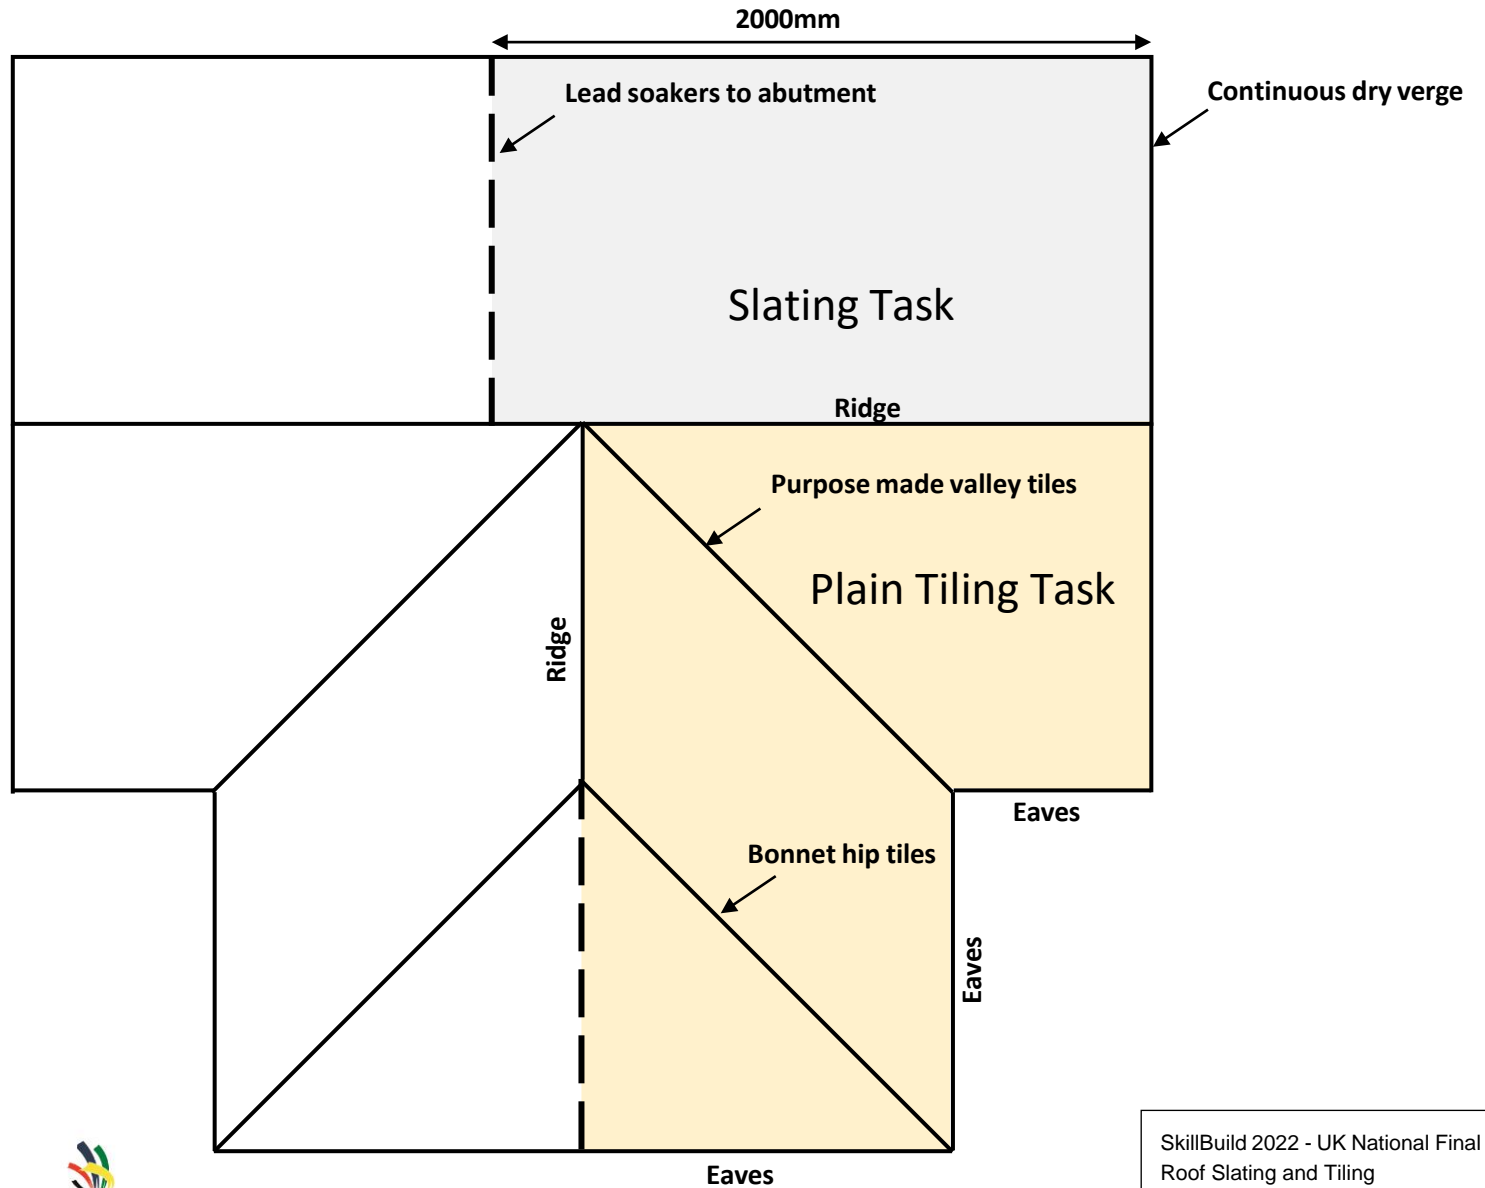 2000mm
Lead soakers to abutment
Continuous dry verge
Slating Task
Ridge
Purpose made valley tiles
Plain Tiling Task
Ridge
Eaves
Bonnet hip tiles
Eaves
Eaves
SkillBuild 2022 - UK National Final
Roof Slating and Tiling